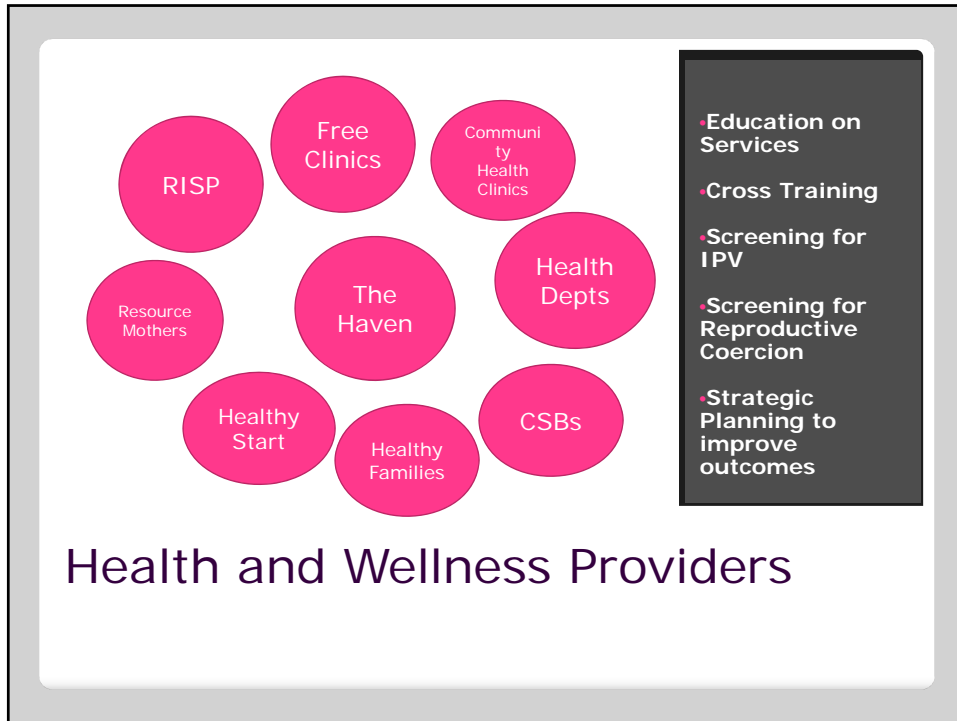 Free
Clinics
Communi
ty
Health
Clinics
RISP
Health
Depts
The
Haven
Resource
Mothers
Healthy
Start
Healthy
Families
CSBs
•Education on
Services
•Cross Training
•Screening for
IPV
•Screening for
Reproductive
Coercion
•Strategic
Planning to
improve
outcomes
Health and Wellness Providers